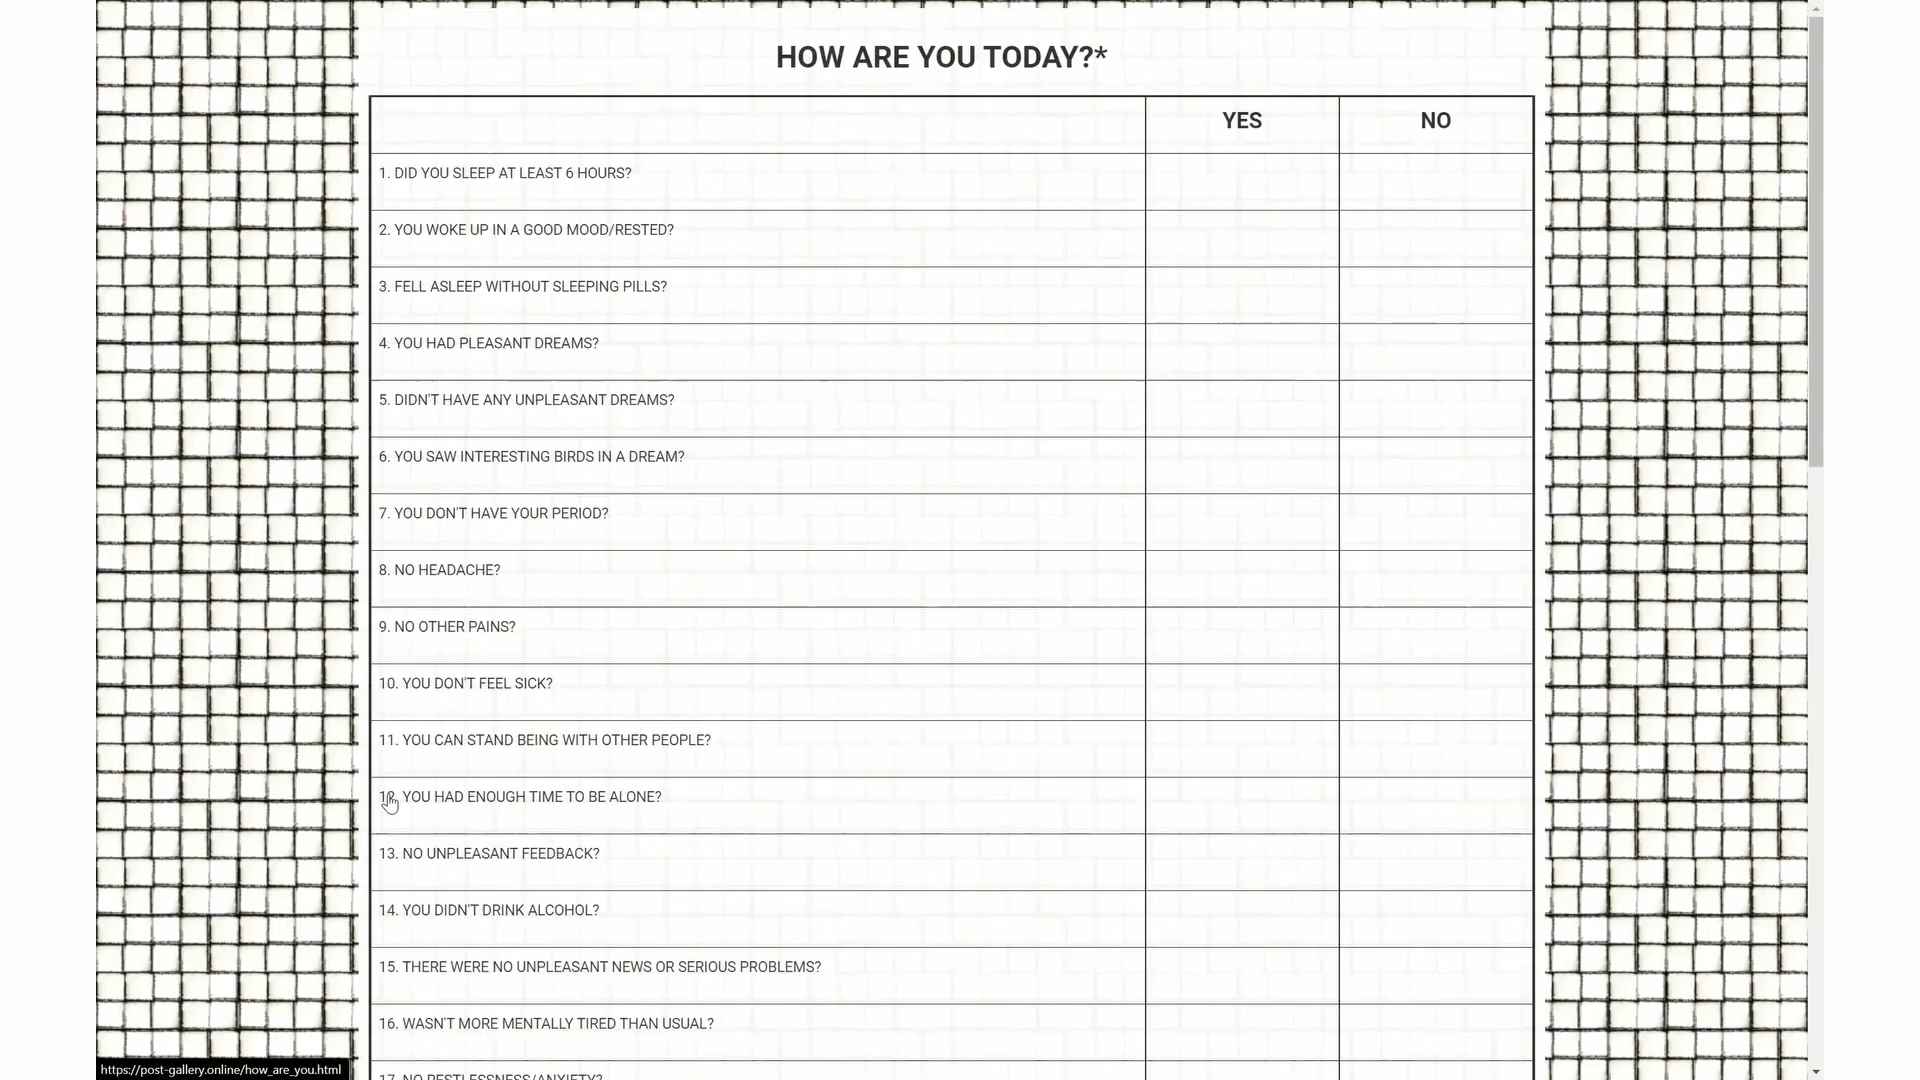 HOW ARE YOU TODAY?*
YES NO
1. DID YOU SLEEP AT LEAST 6 HOURS?
2. YOU WOKE UP IN A GOOD MOOD/RESTED?
3. FELL ASLEEP WITHOUT SLEEPING PILLS?
4. YOU HAD PLEASANT DREAMS?
5. DIDN'T HAVE ANY UNPLEASANT DREAMS?
6. YOU SAW INTERESTING BIRDS IN A DREAM?
7. YOU DON'T HAVE YOUR PERIOD?
8. NO HEADACHE?
9. NO OTHER PAINS?
10. YOU DON'T FEEL SICK?
11. YOU CAN STAND BEING WITH OTHER PEOPLE?
12. YOU HAD ENOUGH TIME TO BE ALONE?
13. NO UNPLEASANT FEEDBACK?
14. YOU DIDN'T DRINK ALCOHOL?
15. THERE WERE NO UNPLEASANT NEWS OR SERIOUS PROBLEMS?
16. WASN'T MORE MENTALLY TIRED THAN USUAL?
17. NO RESTLESSNESS/ANXIETY?
https://post-gallery.online/how_are_you.html